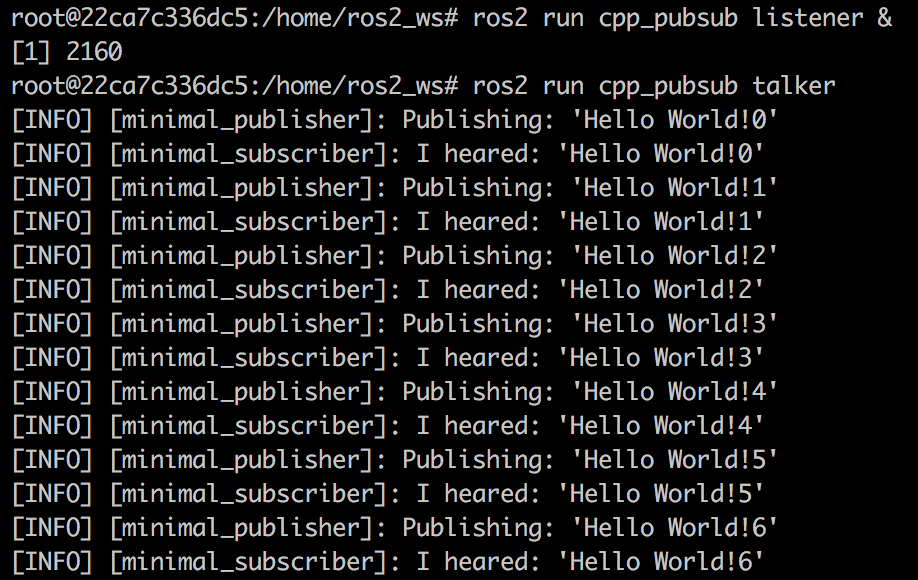 root@22ca7c336dc5:/home/ros2_ws# ros2 run cpp_pubsub listener &
[1] 2160
root@22ca7c336dc5:/home/ros2_ws# ros2 run cpp_pubsub talker
[INFO] [minimal_publisher]: Publishing: 'Hello World!0'
[INFO] [minimal_subscriber]: I heared: 'Hello World!0'
[INFO] [minimal_publisher]: Publishing: 'Hello World!1'
[INFO] [minimal_subscriber]: I heared: 'Hello World!1'
[INFO] [minimal_publisher]: Publishing: 'Hello World!2'
[INFO] [minimal_subscriber]: I heared: 'Hello World!2'
[INFO] [minimal_publisher]: Publishing: 'Hello World!3'
[INFO] [minimal_subscriber]: I heared: 'Hello World!3'
[INFO] [minimal_publisher]: Publishing: 'Hello World!4'
[INFO] [minimal_subscriber]: I heared: 'Hello World!4'
[INFO] [minimal_publisher]: Publishing: 'Hello World!5'
[INFO] [minimal_subscriber]: I heared: 'Hello World!5'
[INFO] [minimal_publisher]: Publishing: 'Hello World!6'
[INFO] [minimal_subscriber]: I heared: 'Hello World!6'